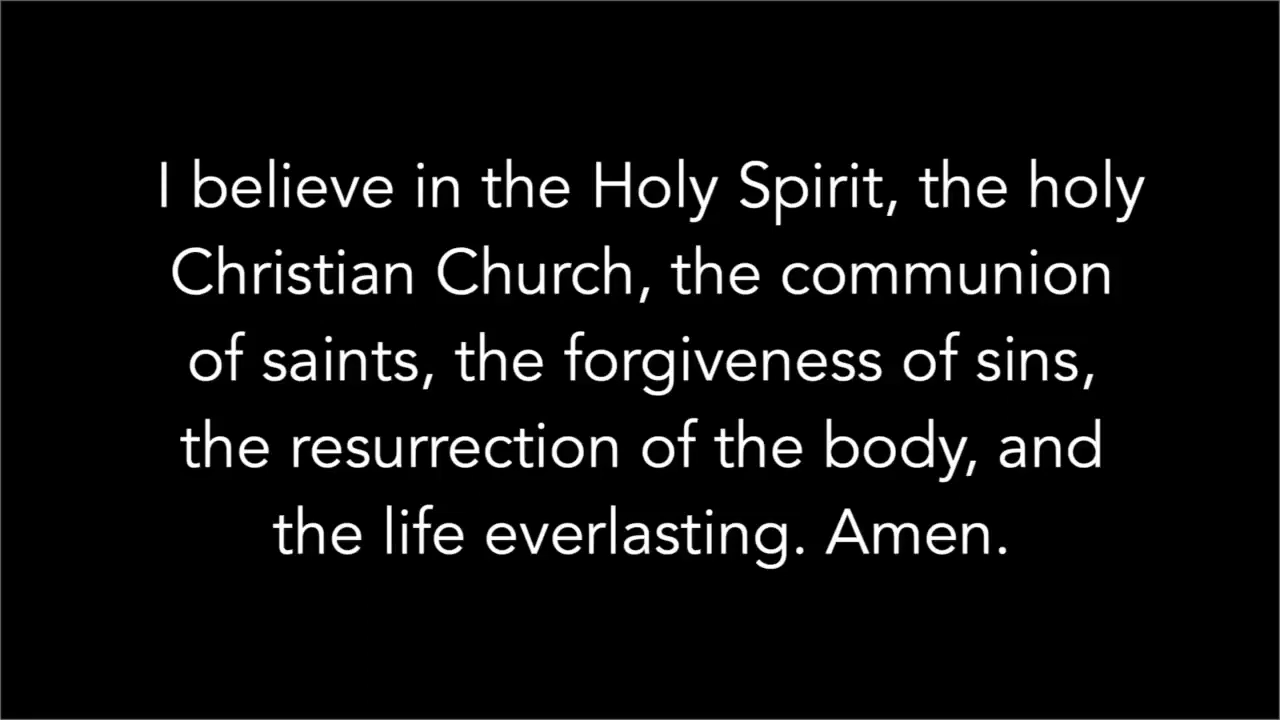 I believe in the Holy Spirit, the holy
Christian Church, the communion
of saints, the forgiveness of sins,
the resurrection of the body, and
the life everlasting. Amen.